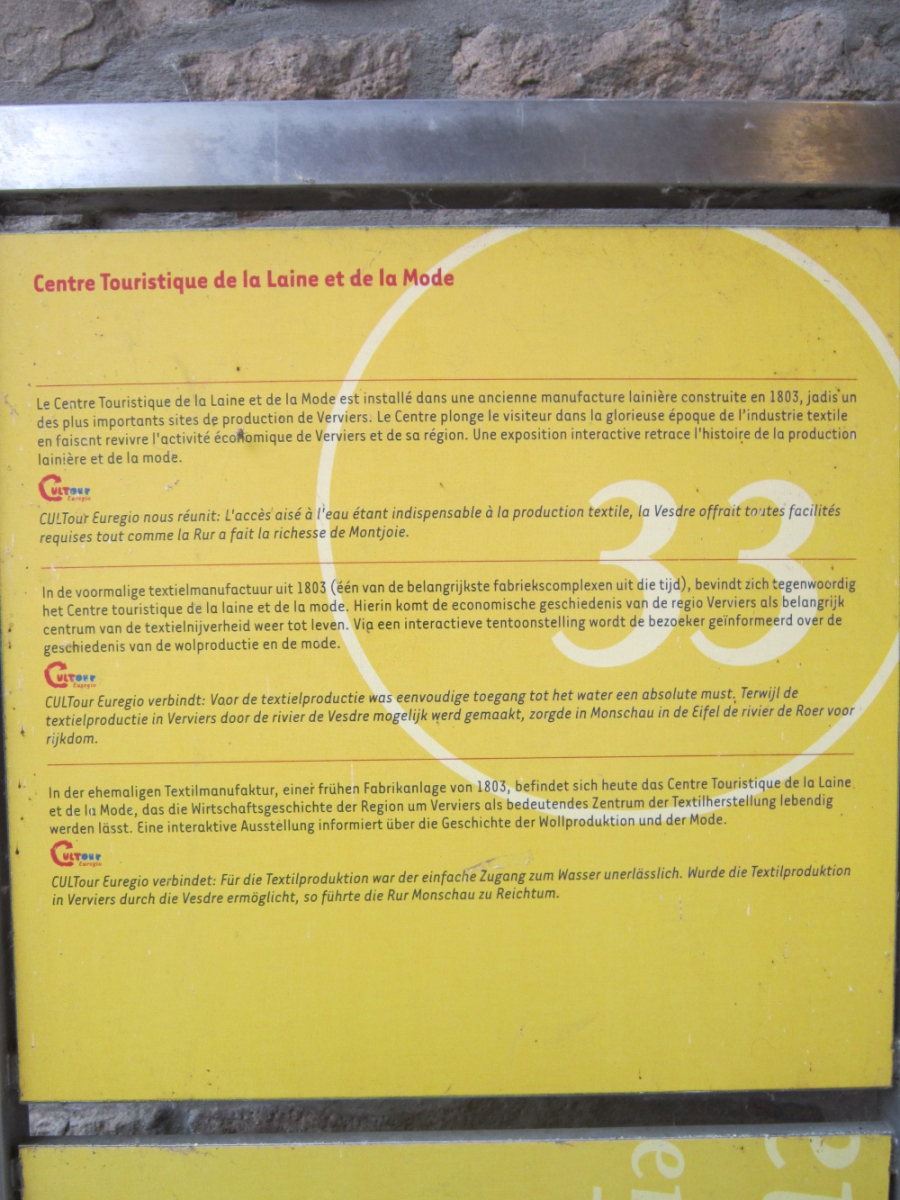 Centre Touristique de la Laine et de la Mode
Le Centre Touristique de la Laine et de la Mode est installé dans une ancienne manufacture lainière construite en 1803, jadis un
des plus importants sites de production de Verviers. Le Centre plonge le visiteur dans la glorieuse époque de l'industrie textile
en faisant revivre l'activité économique de Verviers et de sa région. Une exposition interactive retrace l'histoire de la production
lainière et de la mode.
CULTour
Euregio
CULTour Euregio nous réunit: L'accès aisé à l'eau étant indispensable à la production textile, la Vesdre offrait toutes facilités
requises tout comme la Rur a fait la richesse de Montjoie.
33
In de voormalige textielmanufactuur uit 1803 (één van de belangrijkste fabriekscomplexen uit die tijd), bevindt zich tegenwoordig
het Centre touristique de la laine et de la mode. Hierin komt de economische geschiedenis van de regio Verviers als belangrijk
centrum van de textielnijverheid weer tot leven. Via een interactieve tentoonstelling wordt de bezoeker geïnformeerd over de
geschiedenis van de wolproductie en de mode.
CULTour
Euregio
CULTour Euregio verbindt: Voor de textielproductie was eenvoudige toegang tot het water een absolute must. Terwijl de
textielproductie in Verviers door de rivier de Vesdre mogelijk werd gemaakt, zorgde in Monschau in de Eifel de rivier de Roer voor
rijkdom.
In der ehemaligen Textilmanufaktur, einer frühen Fabrikanlage von 1803, befindet sich heute das Centre Touristique de la Laine
et de la Mode, das die Wirtschaftsgeschichte der Region um Verviers als bedeutendes Zentrum der Textilherstellung lebendig
werden lässt. Eine interaktive Ausstellung informiert über die Geschichte der Wollproduktion und der Mode.
CULTour
Euregio
CULTour Euregio verbindet: Für die Textilproduktion war der einfache Zugang zum Wasser unerlässlich. Wurde die Textilproduktion
in Verviers durch die Vesdre ermöglicht, so führte die Rur Monschau zu Reichtum.